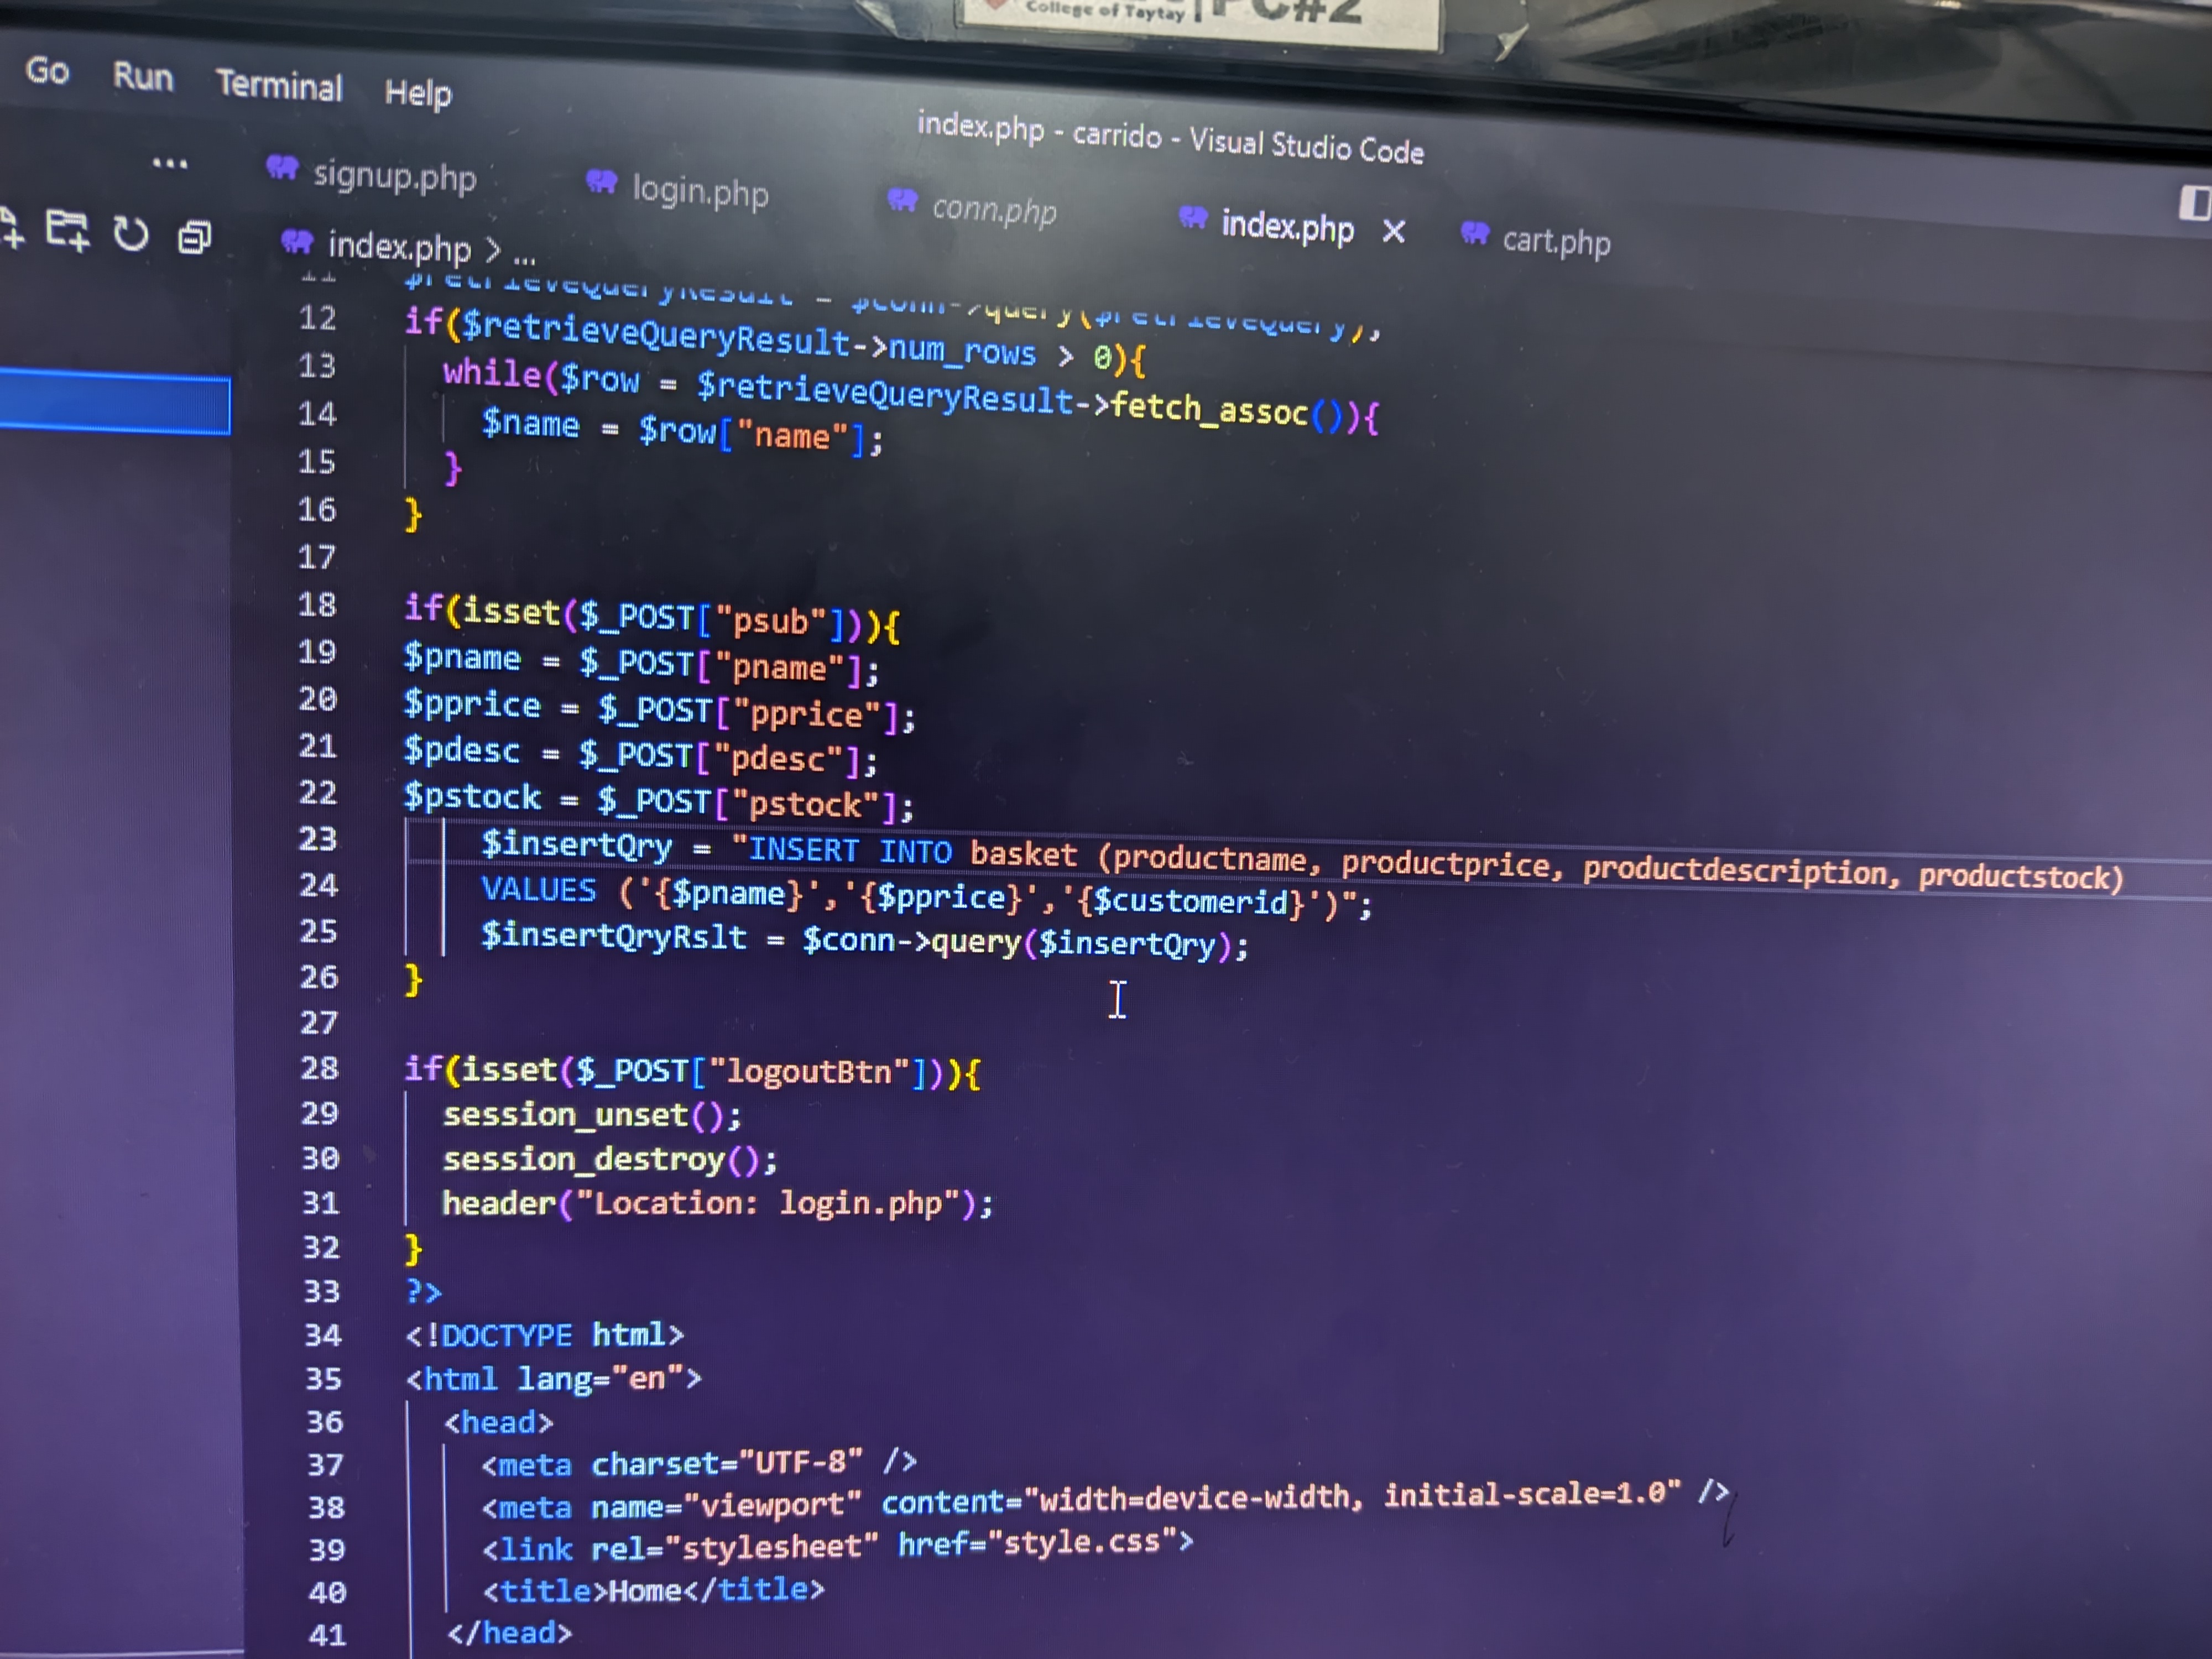 College of Taytay | PC#2
Go Run Terminal Help
index.php - carrido - Visual Studio Code
... signup.php login.php conn.php index.php × cart.php
index.php > ...
11 $retrieveQueryResult = $conn->query($retrieveQuery);
12 if($retrieveQueryResult->num_rows > 0){
13 while($row = $retrieveQueryResult->fetch_assoc()){
14 $name = $row["name"];
15 }
16 }
17
18 if(isset($_POST["psub"])){
19 $pname = $_POST["pname"];
20 $pprice = $_POST["pprice"];
21 $pdesc = $_POST["pdesc"];
22 $pstock = $_POST["pstock"];
23 $insertQry = "INSERT INTO basket (productname, productprice, productdescription, productstock)
24 VALUES ('{$pname}','{$pprice}','{$customerid}')";
25 $insertQryRslt = $conn->query($insertQry);
26 }
27
28 if(isset($_POST["logoutBtn"])){
29 session_unset();
30 session_destroy();
31 header("Location: login.php");
32 }
33 ?>
34 <!DOCTYPE html>
35 <html lang="en">
36 <head>
37 <meta charset="UTF-8" />
38 <meta name="viewport" content="width=device-width, initial-scale=1.0" />
39 <link rel="stylesheet" href="style.css">
40 <title>Home</title>
41 </head>